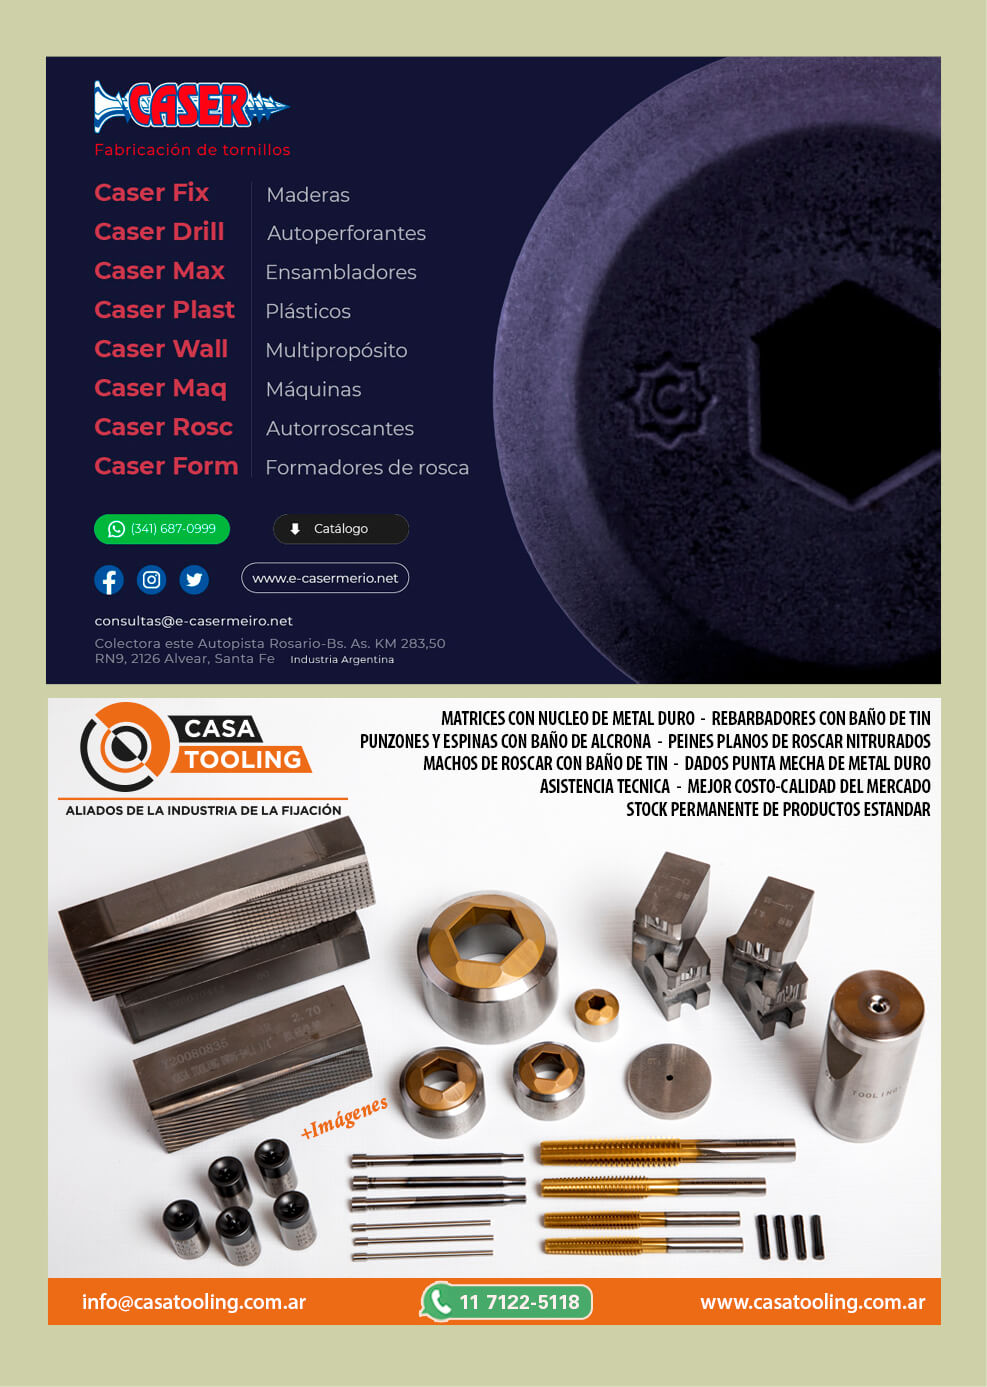 CASER
Fabricación de tornillos
Caser Fix Maderas
Caser Drill Autoperforantes
Caser Max Ensambladores
Caser Plast Plásticos
Caser Wall Multipropósito
Caser Maq Máquinas
Caser Rosc Autorroscantes
Caser Form Formadores de rosca
C
(341) 687-0999 Catálogo
www.e-casermerio.net
consultas@e-casermeiro.net
Colectora este Autopista Rosario-Bs. As. KM 283,50
RN9, 2126 Alvear, Santa Fe Industria Argentina
CASA
TOOLING
ALIADOS DE LA INDUSTRIA DE LA FIJACIÓN
MATRICES CON NUCLEO DE METAL DURO - REBARBADORES CON BAÑO DE TIN
PUNZONES Y ESPINAS CON BAÑO DE ALCRONA - PEINES PLANOS DE ROSCAR NITRURADOS
MACHOS DE ROSCAR CON BAÑO DE TIN - DADOS PUNTA MECHA DE METAL DURO
ASISTENCIA TECNICA - MEJOR COSTO-CALIDAD DEL MERCADO
STOCK PERMANENTE DE PRODUCTOS ESTANDAR
2.70
T20080835
CASA TOOLING
TOOLING
+Imágenes
info@casatooling.com.ar 11 7122-5118 www.casatooling.com.ar